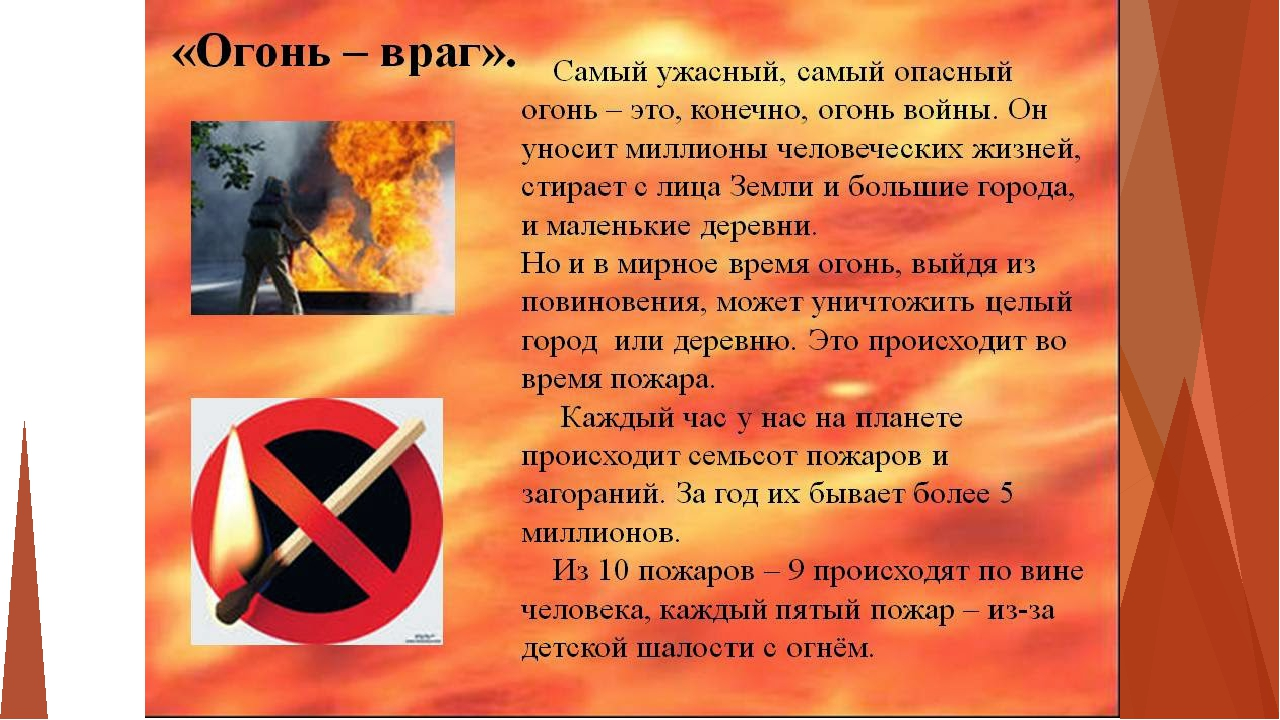 «Огонь – враг».
Самый ужасный, самый опасный
огонь – это, конечно, огонь войны. Он
уносит миллионы человеческих жизней,
стирает с лица Земли и большие города,
и маленькие деревни.
Но и в мирное время огонь, выйдя из
повиновения, может уничтожить целый
город или деревню. Это происходит во
время пожара.
Каждый час у нас на планете
происходит семьсот пожаров и
загораний. За год их бывает более 5
миллионов.
Из 10 пожаров – 9 происходят по вине
человека, каждый пятый пожар – из-за
детской шалости с огнём.